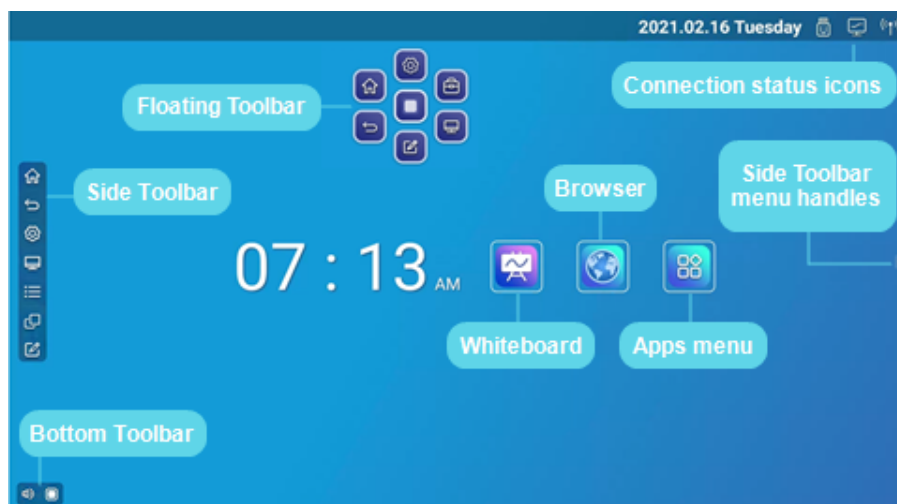 2021.02.16 Tuesday
Connection status icons
Floating Toolbar
Side Toolbar
Browser
Side Toolbar
menu handles
07 : 13 AM
Whiteboard
Apps menu
Bottom Toolbar